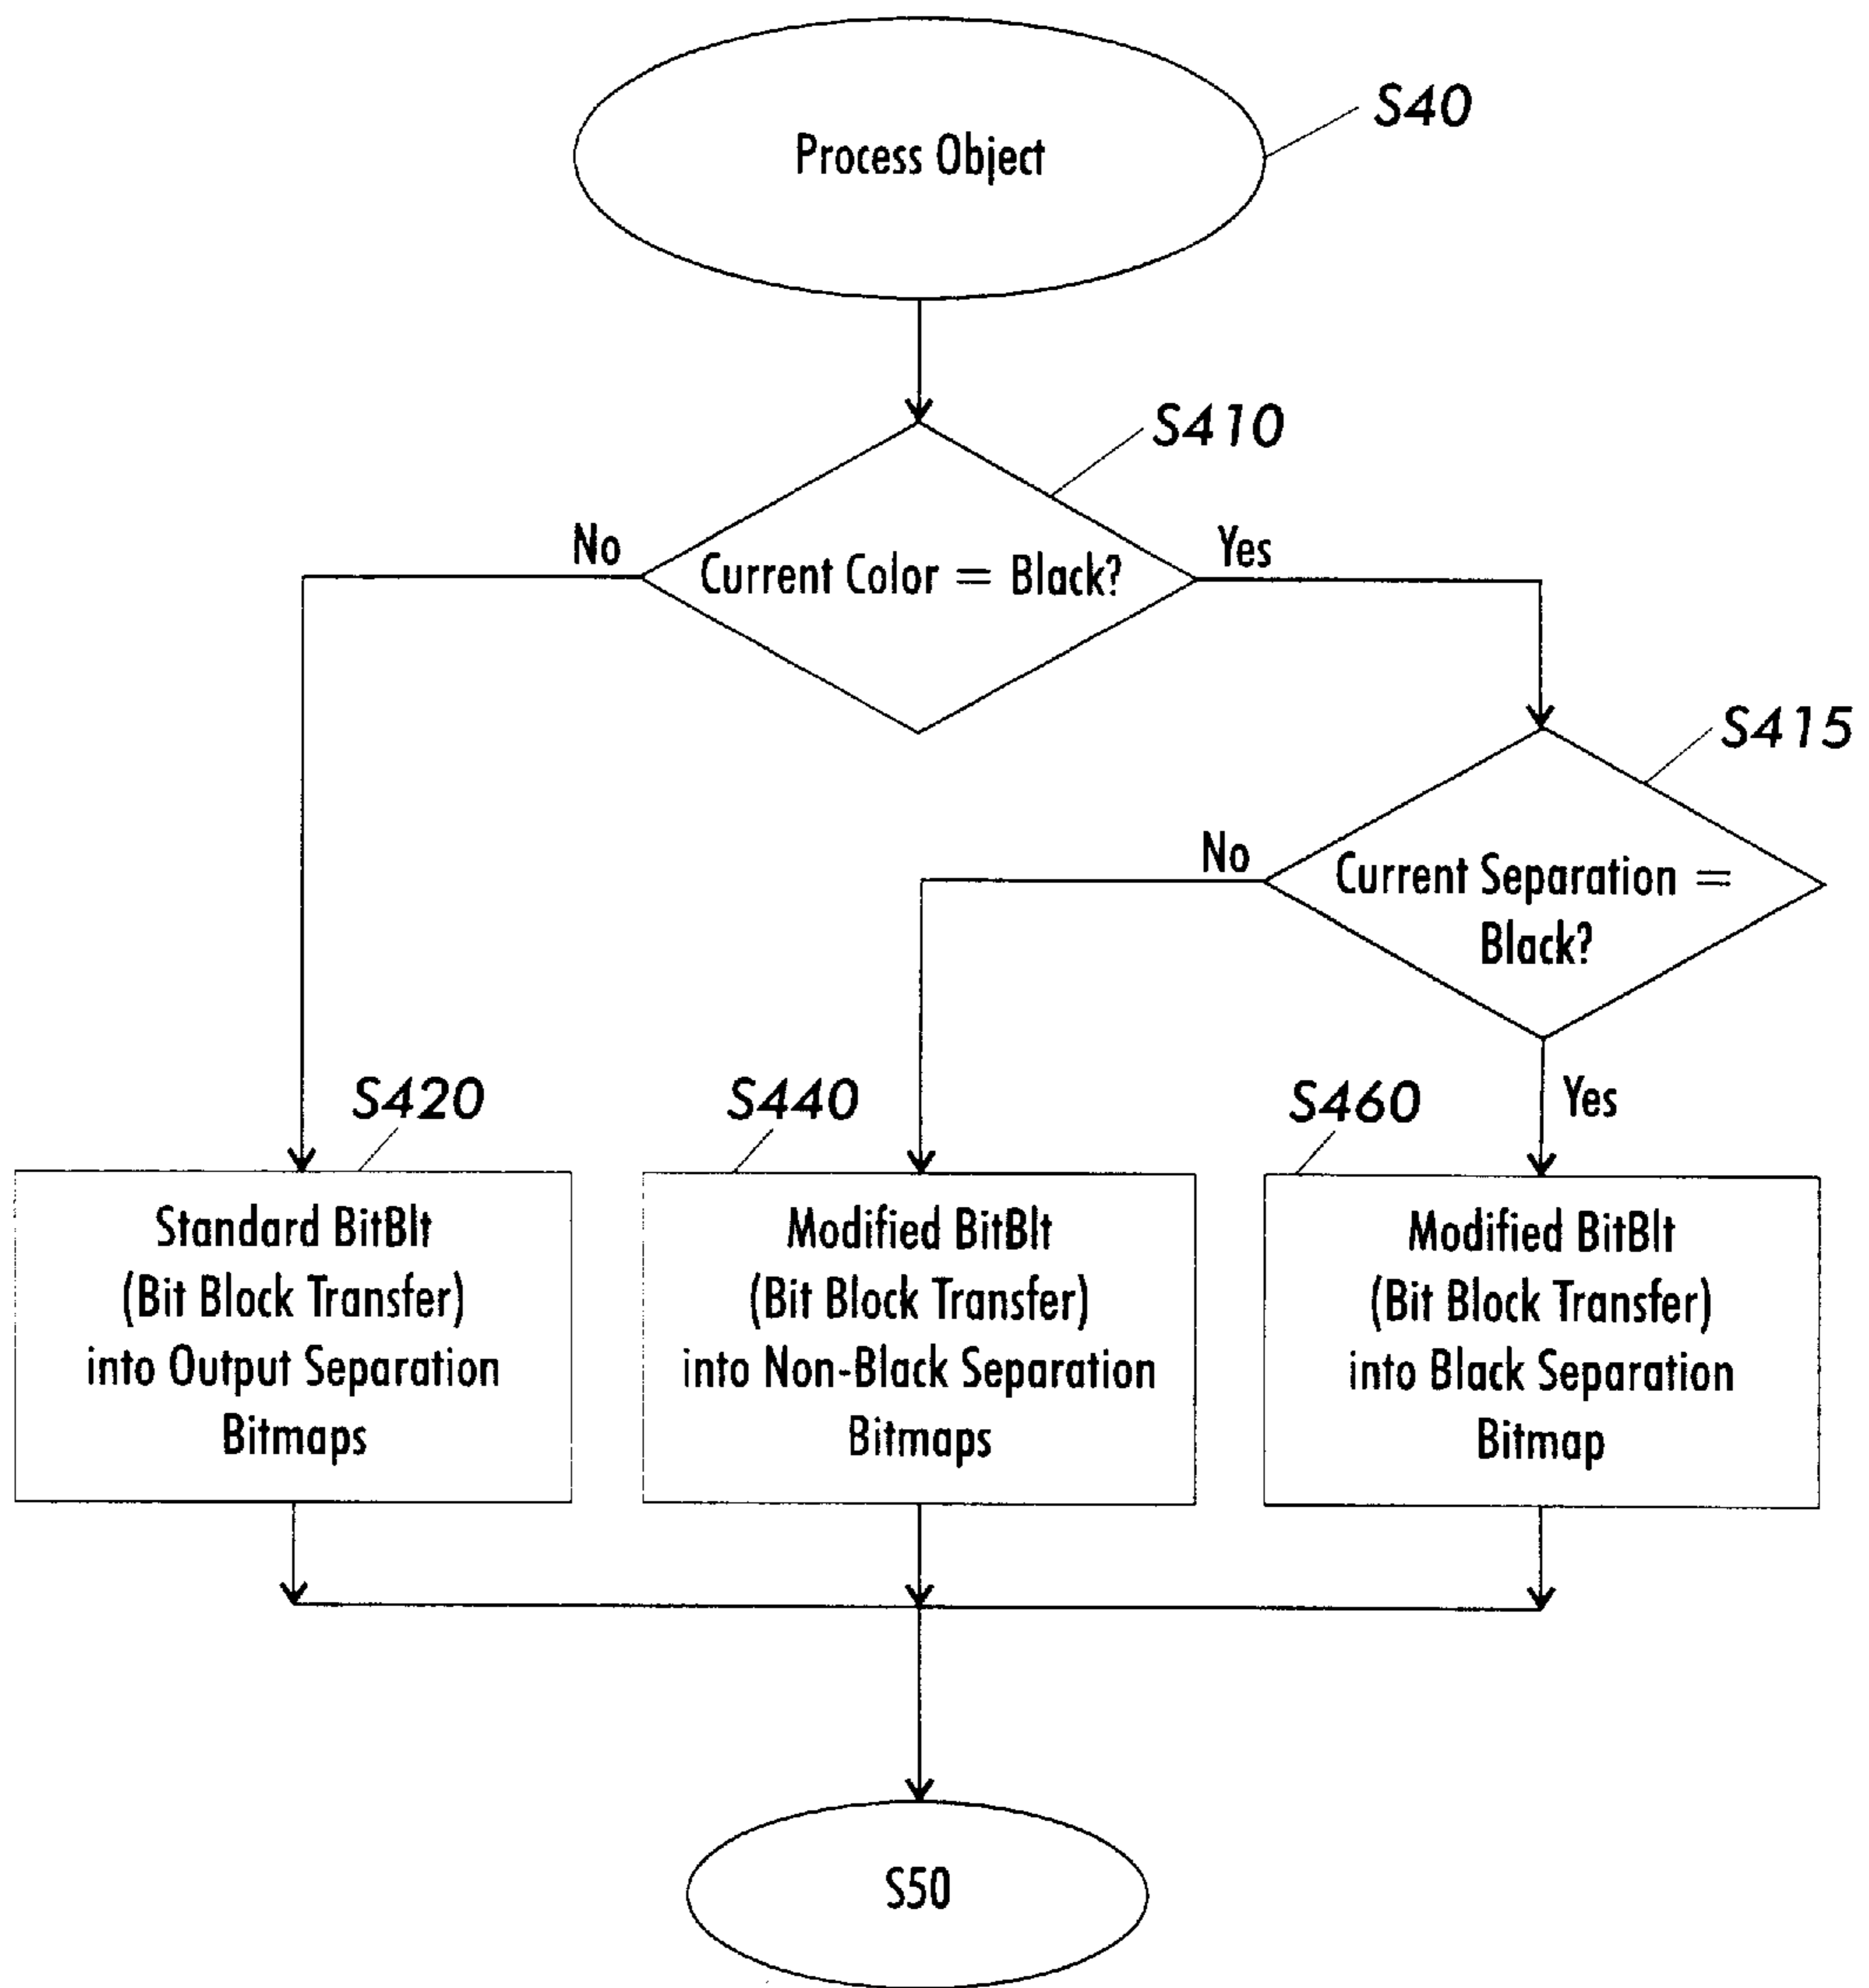 S40
Process Object
S410
No
Yes
Current Color = Black?
S415
No
Current Separation =
Black?
S420
S440
S460
Yes
Standard BitBlt
(Bit Block Transfer)
into Output Separation
Bitmaps
Modified BitBlt
(Bit Block Transfer)
into Non-Black Separation
Bitmaps
Modified BitBlt
(Bit Block Transfer)
into Black Separation
Bitmap
S50